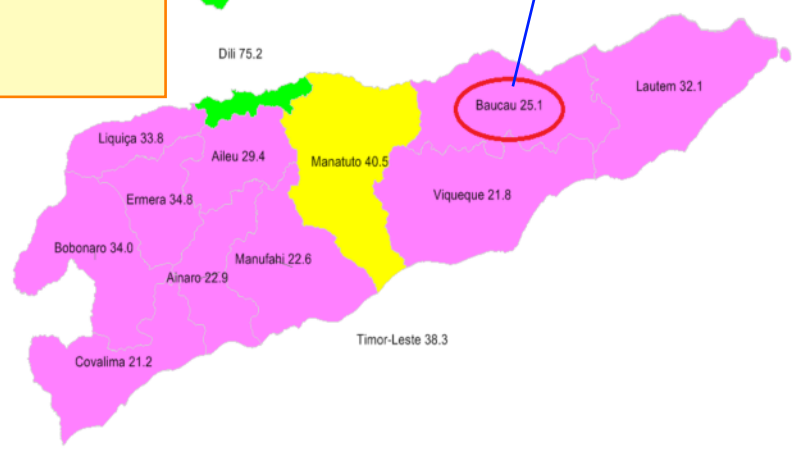 Dili 75.2
Lautem 32.1
Baucau 25.1
Liquiça 33.8
Aileu 29.4
Manatuto 40.5
Ermera 34.8
Viqueque 21.8
Bobonaro 34.0
Manufahi 22.6
Ainaro 22.9
Timor-Leste 38.3
Covalima 21.2